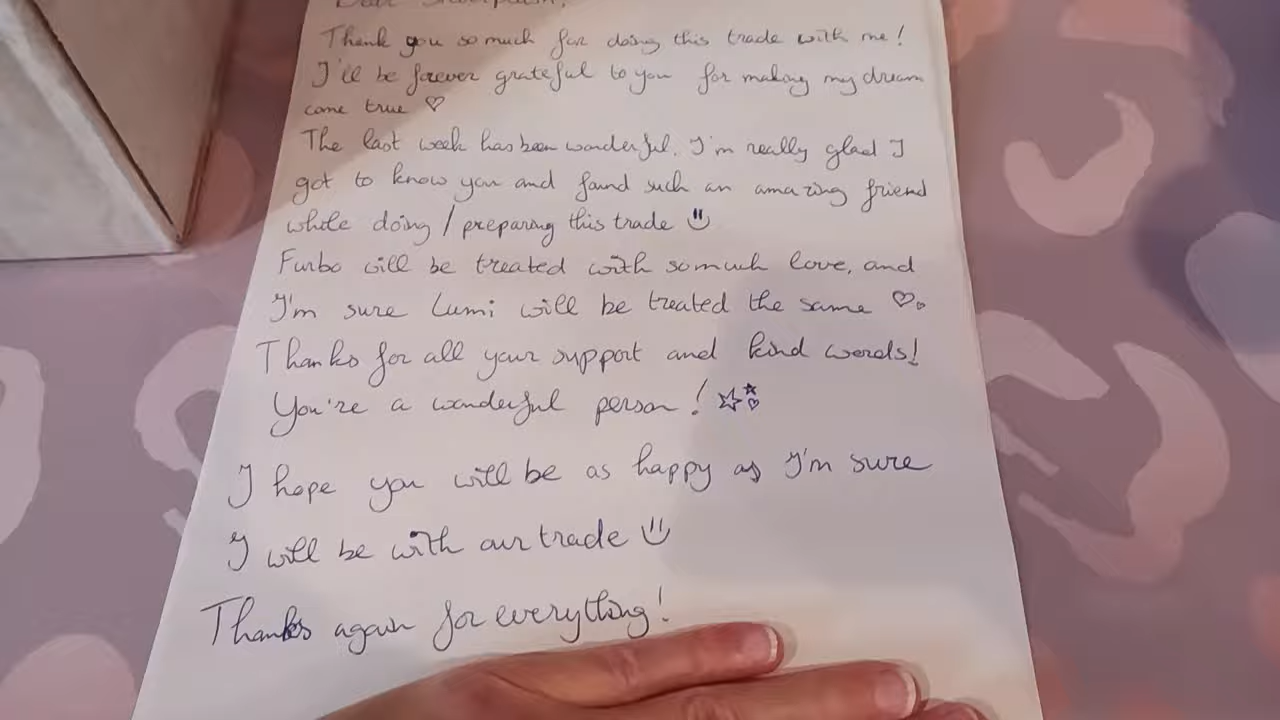 Dear
Thank you so much for doing this trade with me!
I'll be forever grateful to you for making my dream
come true ♡
The last week has been wonderful. I'm really glad I
got to know you and found such an amazing friend
while doing / preparing this trade
Furbo will be treated with so much love, and
I'm sure Lumi will be treated the same ♡
Thanks for all your support and kind words!
You're a wonderful person! ☆
I hope you will be as happy as I'm sure
I will be with our trade
Thanks again for everything!